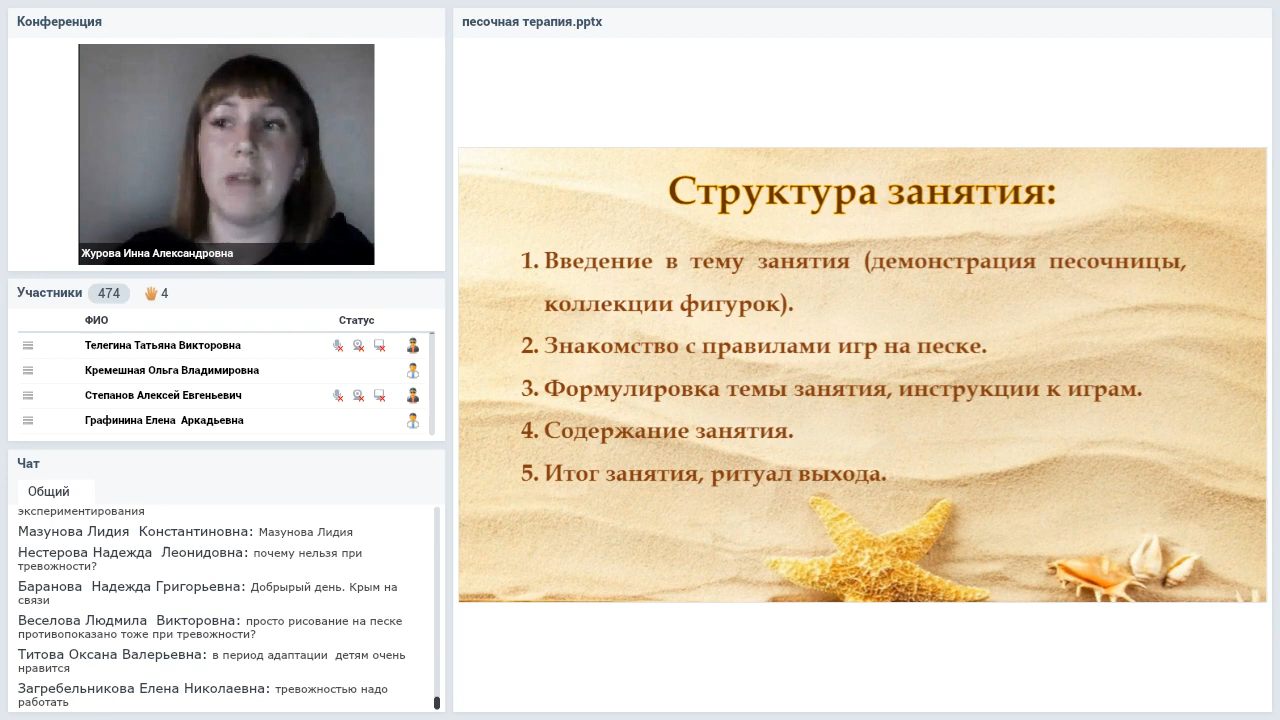 Конференция
Журова Инна Александровна
Участники 474 4
ФИО Статус
Телегина Татьяна Викторовна
Кремешная Ольга Владимировна
Степанов Алексей Евгеньевич
Графинина Елена  Аркадьевна
Чат
Общий
экспериментирования
Мазунова Лидия  Константиновна: Мазунова Лидия
Нестерова Надежда  Леонидовна: почему нельзя при
тревожности?
Баранова  Надежда Григорьевна: Добрырый день. Крым на
связи
Веселова Людмила  Викторовна: просто рисование на песке
противопоказано тоже при тревожности?
Титова Оксана Валерьевна: в период адаптации  детям очень
нравится
Загребельникова Елена Николаевна: тревожностью надо
работать
песочная терапия.pptx
Структура занятия:
1. Введение в тему занятия (демонстрация песочницы,
коллекции фигурок).
2. Знакомство с правилами игр на песке.
3. Формулировка темы занятия, инструкции к играм.
4. Содержание занятия.
5. Итог занятия, ритуал выхода.